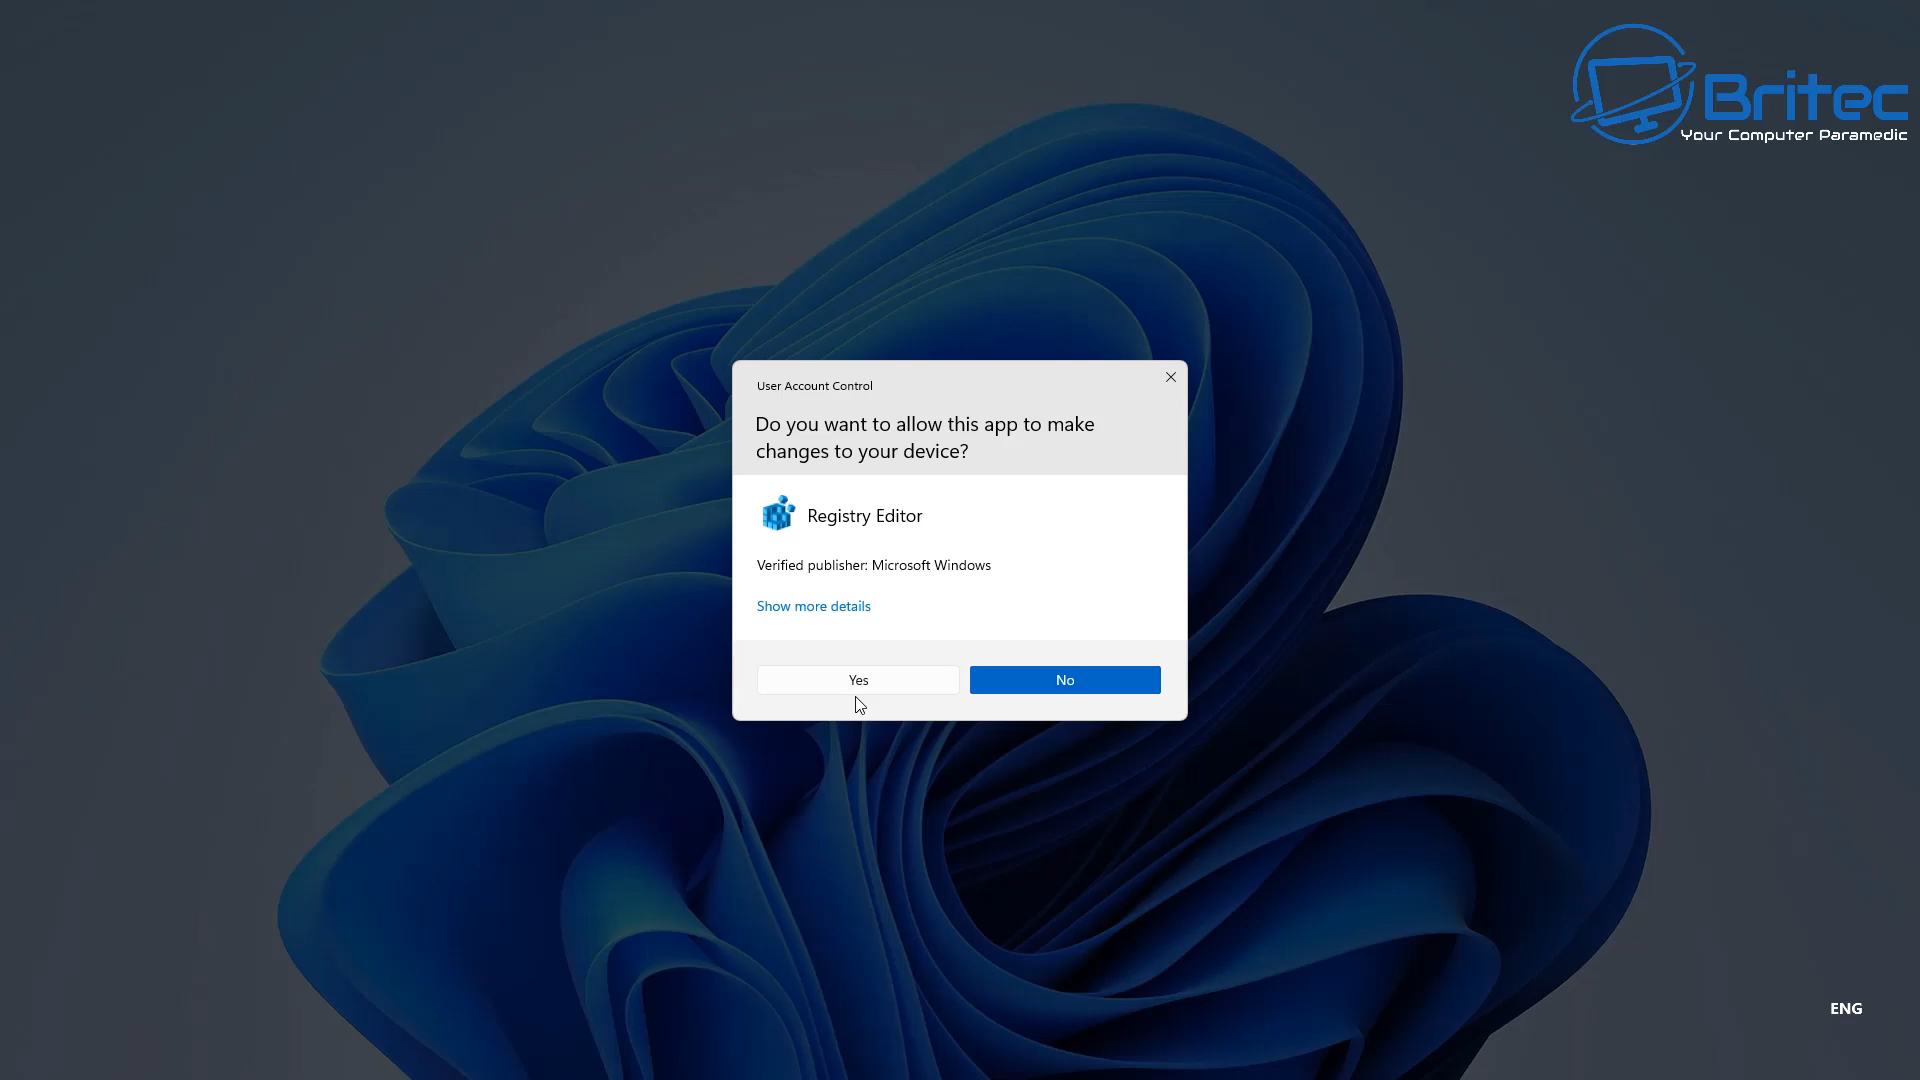 Britec
Your Computer Paramedic
User Account Control
Do you want to allow this app to make
changes to your device?
Registry Editor
Verified publisher: Microsoft Windows
Show more details
Yes
No
ENG